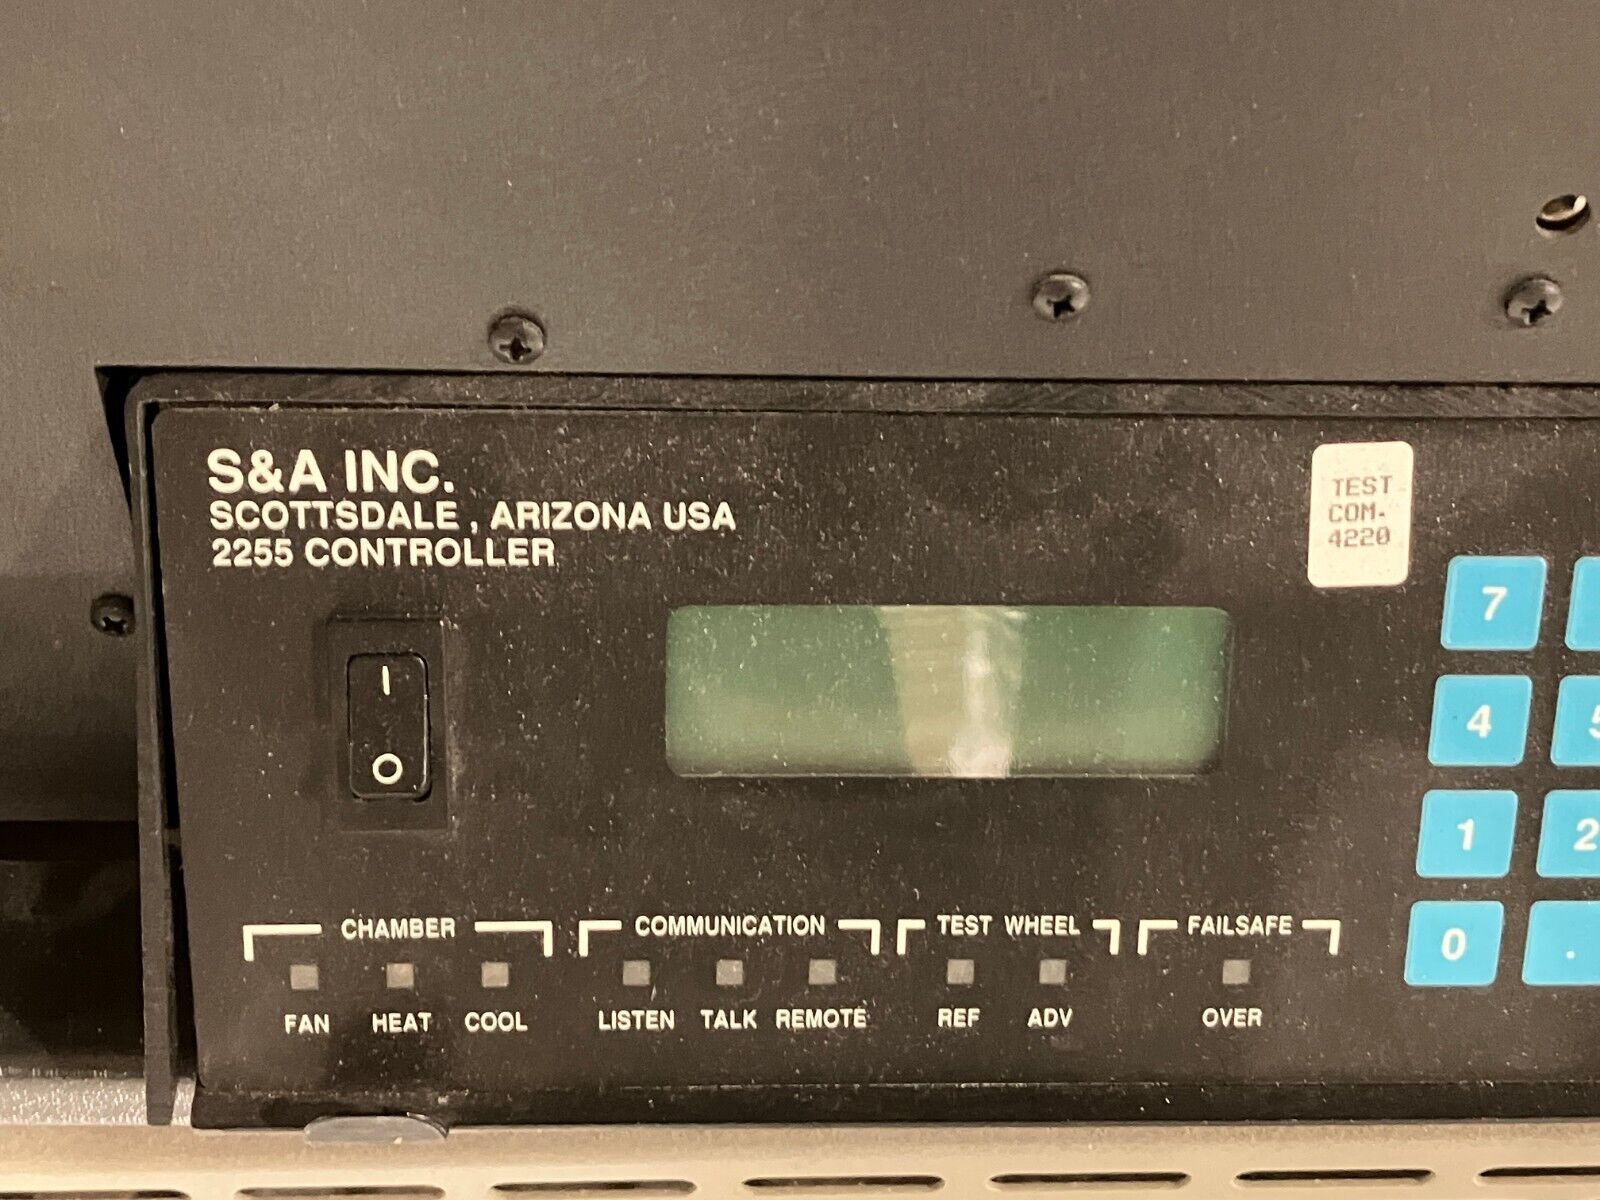 S&A INC.
SCOTTSDALE , ARIZONA USA
2255 CONTROLLER
TEST
COM.
4220
I
O
7
4 5
1 2
0 .
CHAMBER COMMUNICATION TEST WHEEL FAILSAFE
FAN HEAT COOL LISTEN TALK REMOTE REF ADV OVER